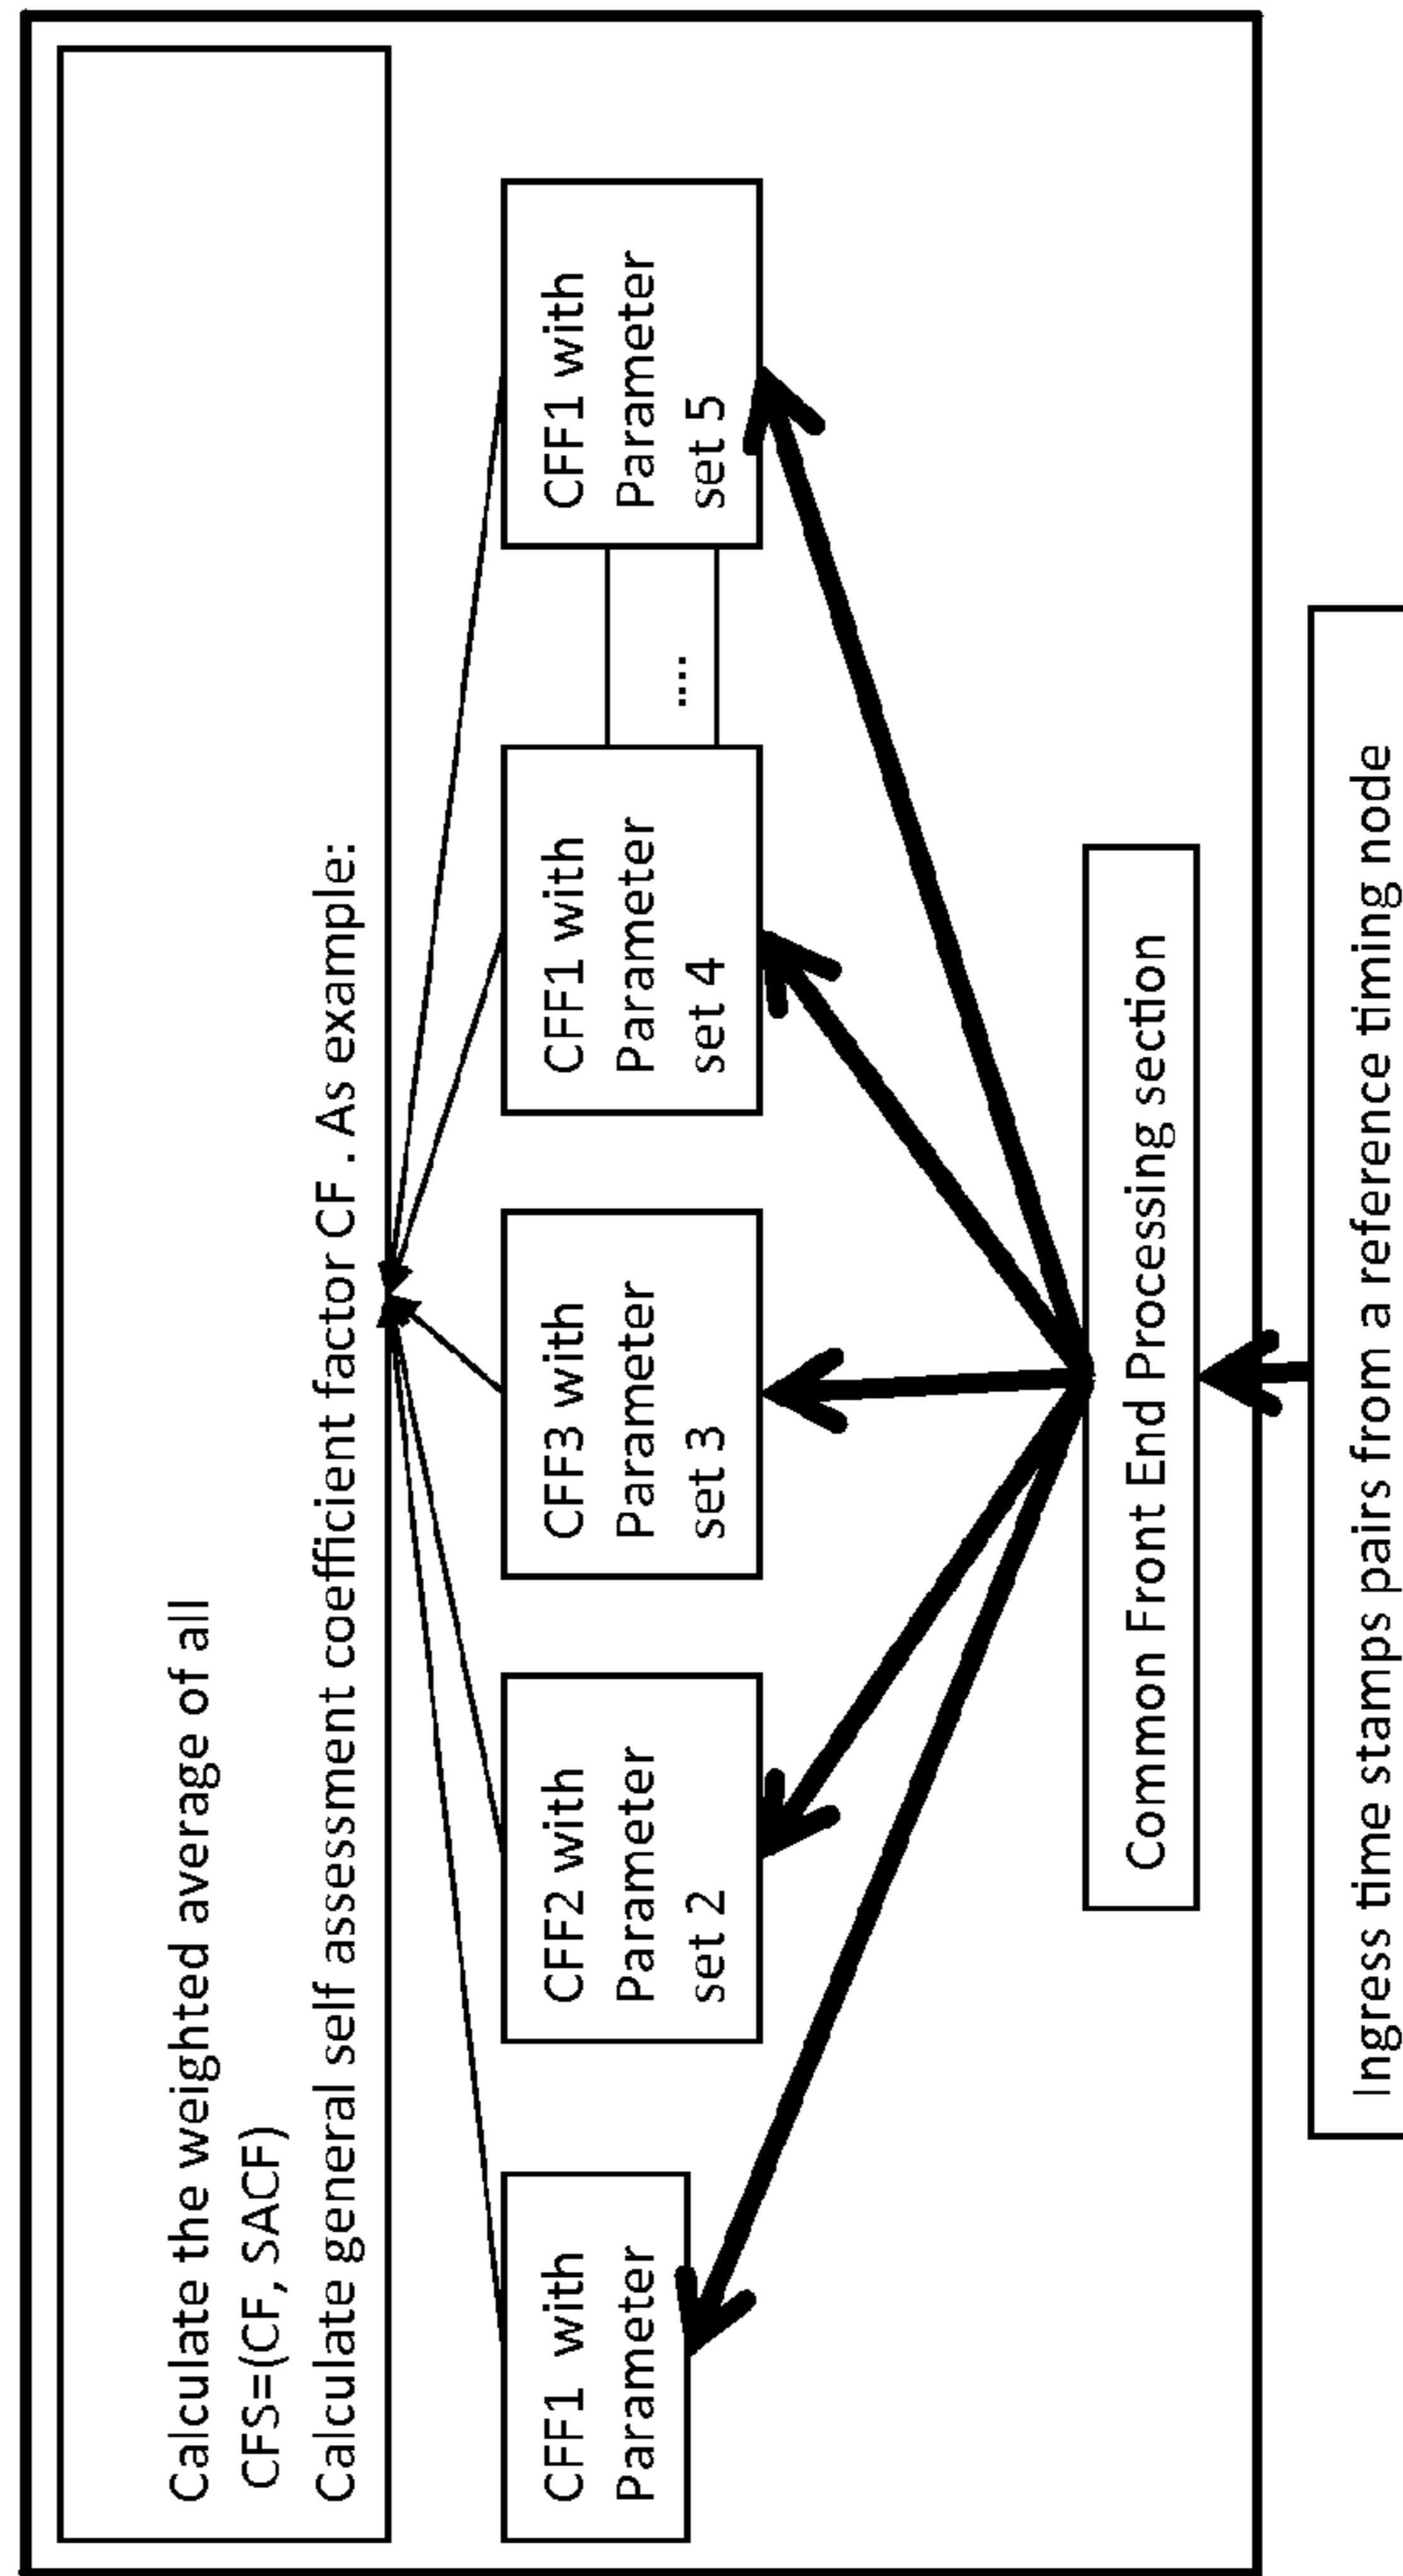 Calculate the weighted average of all
CFS=(CF, SACF)
Calculate general self assessment coefficient factor CF . As example:
CFF1 with
Parameter
CFF2 with
Parameter
set 2
CFF3 with
Parameter
set 3
CFF1 with
Parameter
set 4
....
CFF1 with
Parameter
set 5
Common Front End Processing section
Ingress time stamps pairs from a reference timing node